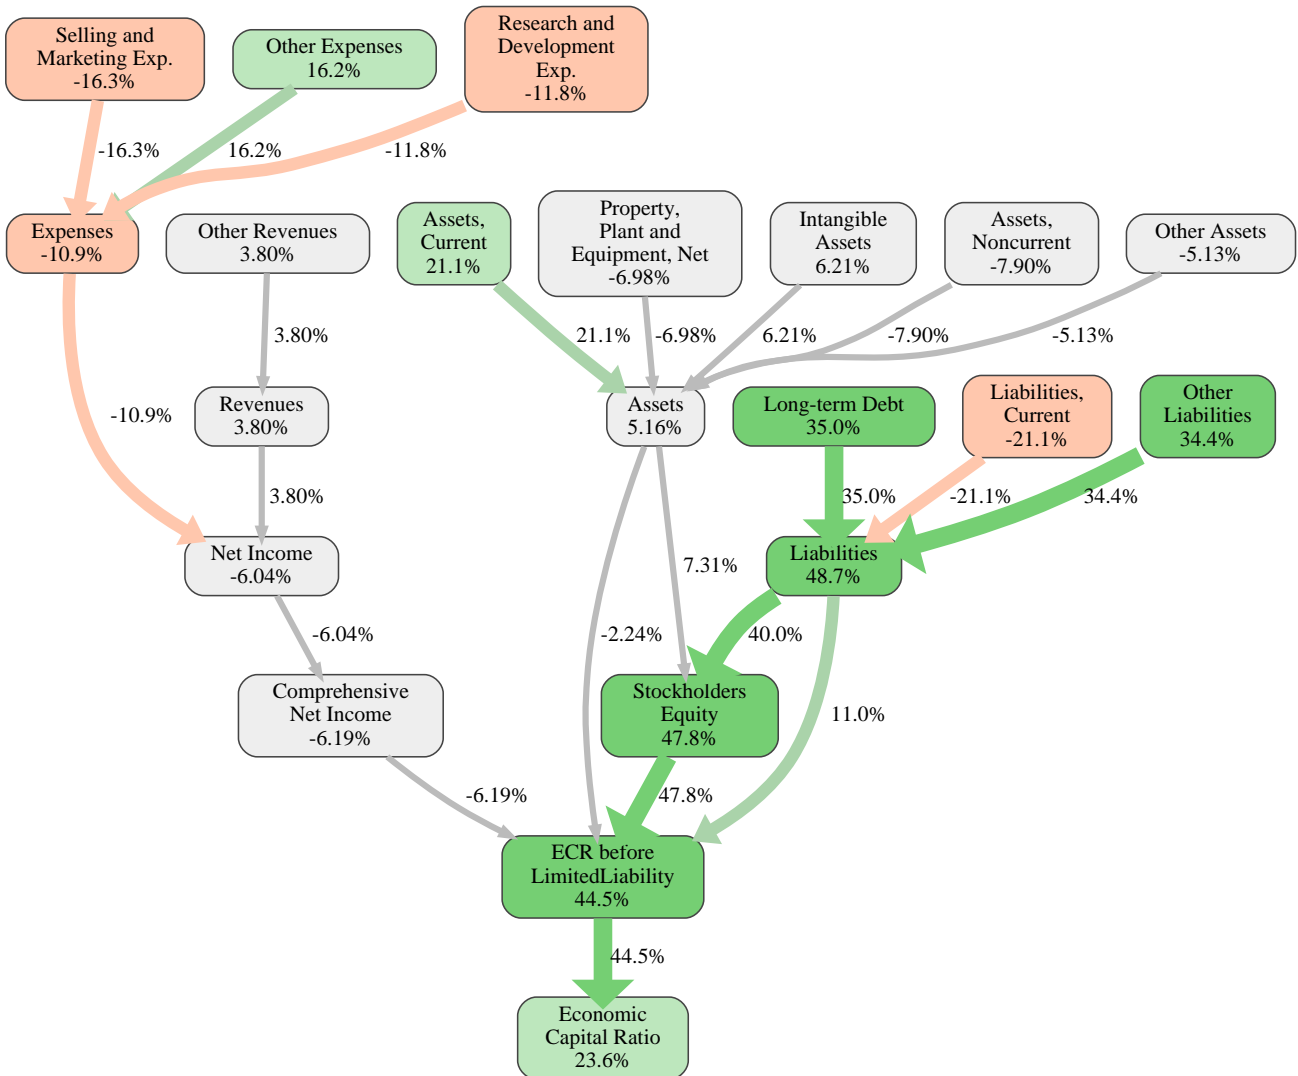 Selling and
Marketing Exp.
-16.3%
Other Expenses
16.2%
Research and
Development
Exp.
-11.8%
-16.3%
16.2%
-11.8%
Expenses
-10.9%
Other Revenues
3.80%
Assets,
Current
21.1%
Property,
Plant and
Equipment, Net
-6.98%
Intangible
Assets
6.21%
Assets,
Noncurrent
-7.90%
Other Assets
-5.13%
3.80%
21.1%
-6.98%
6.21%
-7.90%
-5.13%
-10.9%
Revenues
3.80%
Assets
5.16%
Long-term Debt
35.0%
Liabilities,
Current
-21.1%
Other
Liabilities
34.4%
3.80%
35.0%
-21.1%
34.4%
Net Income
-6.04%
7.31%
Liabilities
48.7%
-6.04%
-2.24%
40.0%
Comprehensive
Net Income
-6.19%
Stockholders
Equity
47.8%
11.0%
-6.19%
47.8%
ECR before
LimitedLiability
44.5%
44.5%
Economic
Capital Ratio
23.6%